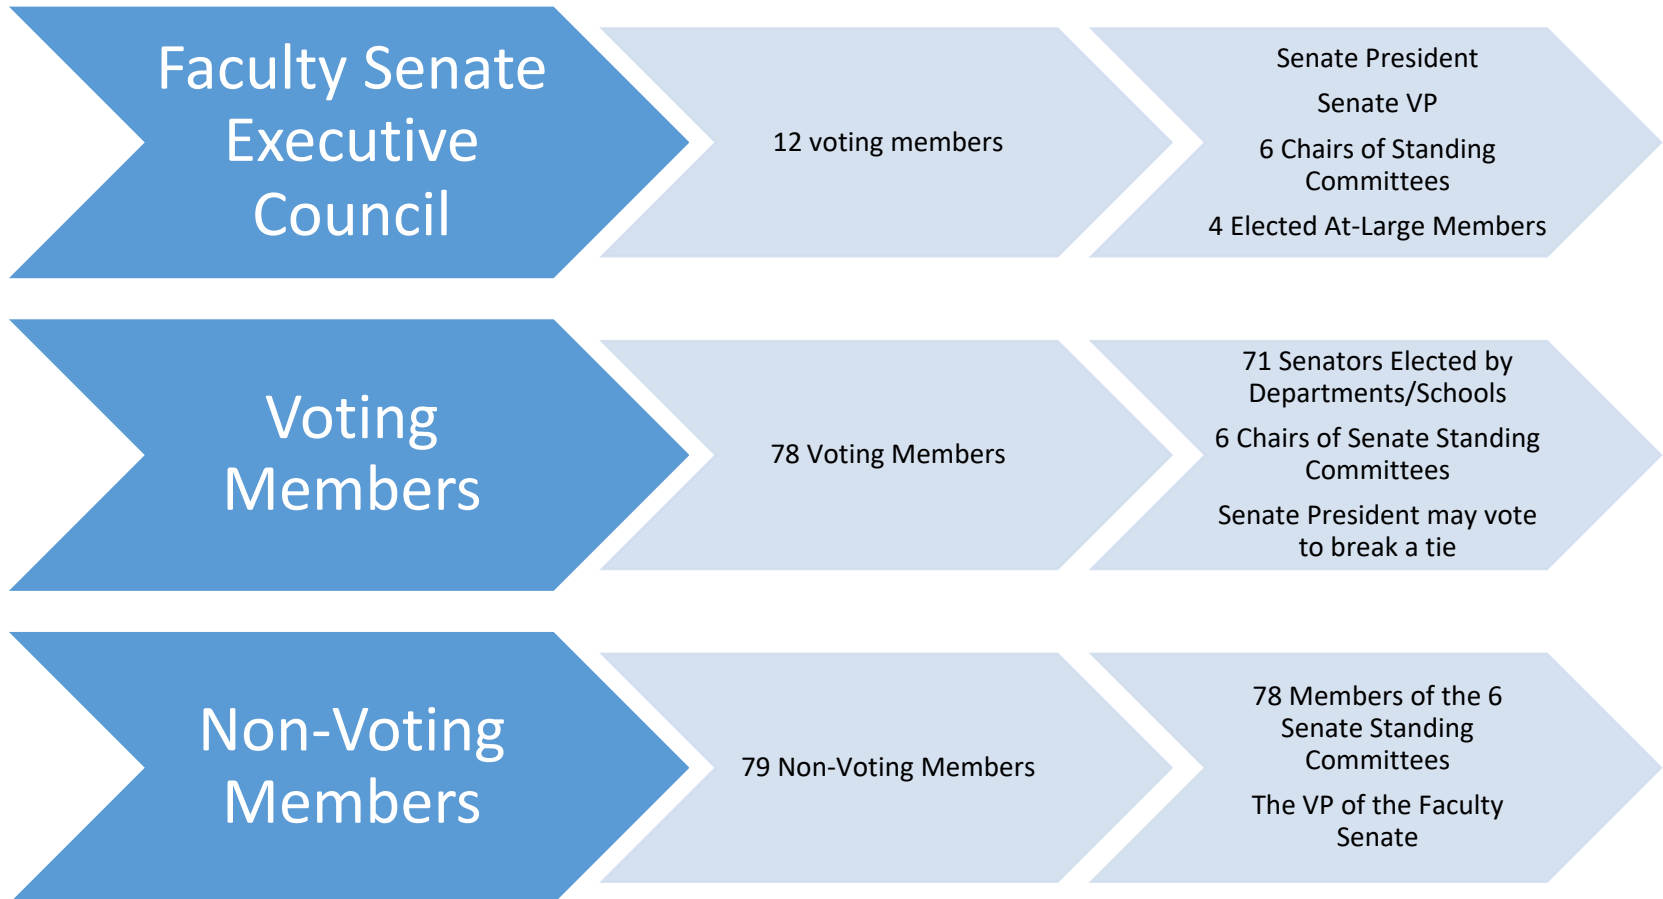 Faculty Senate
Executive
Council
12 voting members
Senate President
Senate VP
6 Chairs of Standing
Committees
4 Elected At-Large Members
Voting
Members
78 Voting Members
71 Senators Elected by
Departments/Schools
6 Chairs of Senate Standing
Committees
Senate President may vote
to break a tie
Non-Voting
Members
79 Non-Voting Members
78 Members of the 6
Senate Standing
Committees
The VP of the Faculty
Senate